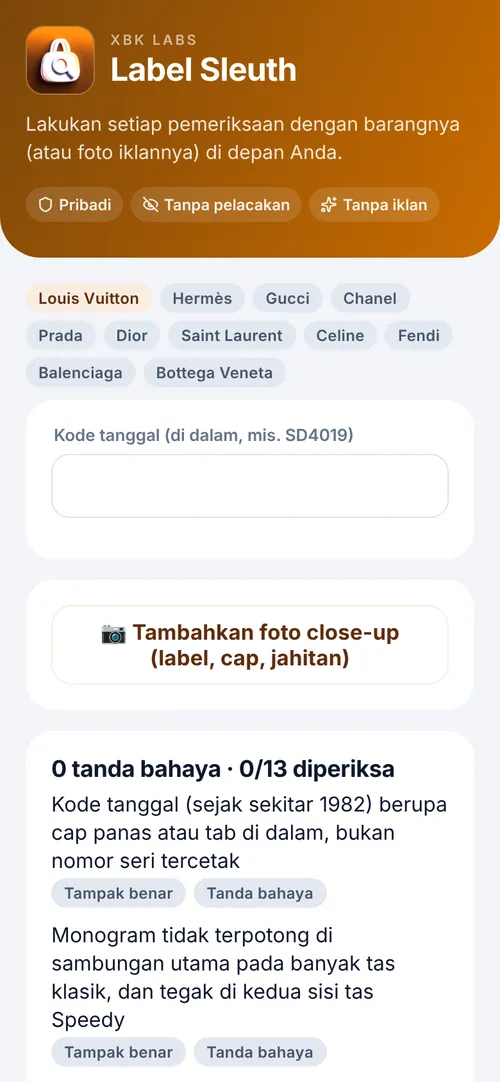 XBK LABS
Label Sleuth
Lakukan setiap pemeriksaan dengan barangnya
(atau foto iklannya) di depan Anda.
Pribadi
Tanpa pelacakan
Tanpa iklan
Louis Vuitton
Hermès
Gucci
Chanel
Prada
Dior
Saint Laurent
Celine
Fendi
Balenciaga
Bottega Veneta
Kode tanggal (di dalam, mis. SD4019)
Tambahkan foto close-up
(label, cap, jahitan)
0 tanda bahaya · 0/13 diperiksa
Kode tanggal (sejak sekitar 1982) berupa
cap panas atau tab di dalam, bukan
nomor seri tercetak
Tampak benar
Tanda bahaya
Monogram tidak terpotong di
sambungan utama pada banyak tas
klasik, dan tegak di kedua sisi tas
Speedy
Tampak benar
Tanda bahaya